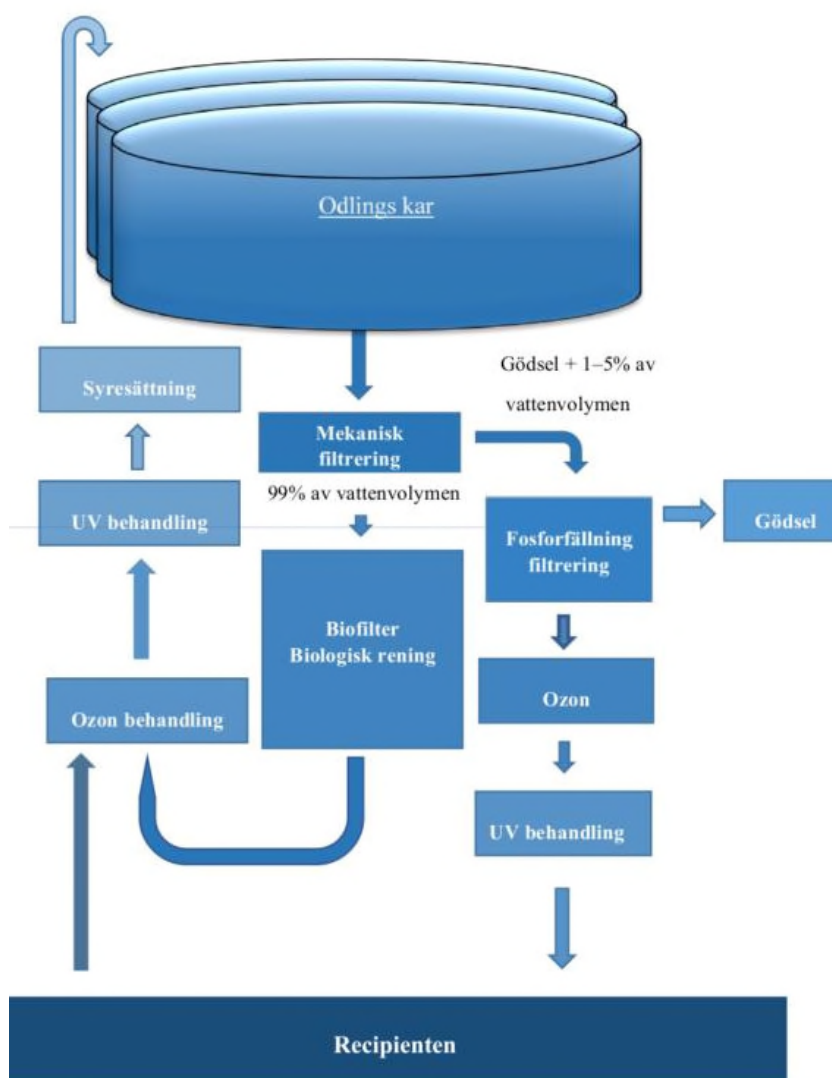 Odlings kar
Syresättning
Gödsel + 1–5% av
vattenvolymen
Mekanisk
filtrering
99% av vattenvolymen
UV behandling
Fosforfällning
filtrering
Gödsel
Biofilter
Biologisk rening
Ozon behandling
Ozon
UV behandling
Recipienten